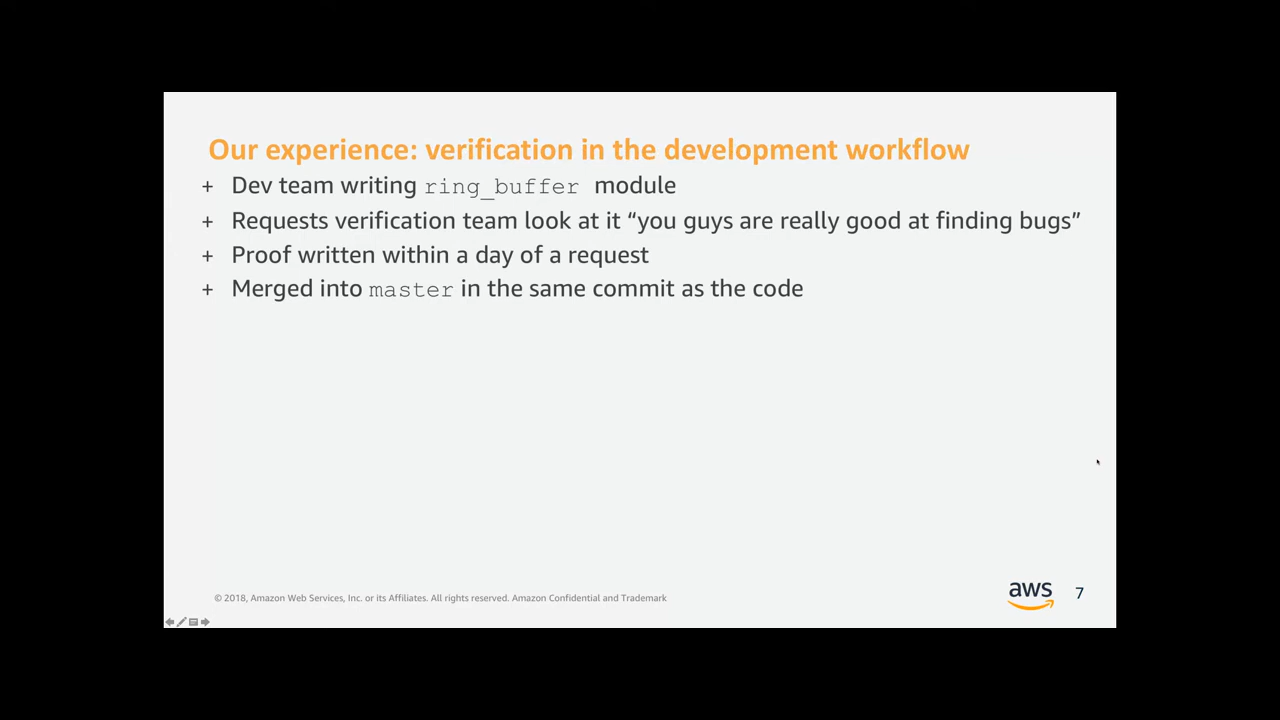 Our experience: verification in the development workflow
+ Dev team writing ring_buffer module
+ Requests verification team look at it “you guys are really good at finding bugs”
+ Proof written within a day of a request
+ Merged into master in the same commit as the code
© 2018, Amazon Web Services, Inc. or its Affiliates. All rights reserved. Amazon Confidential and Trademark
aws
7